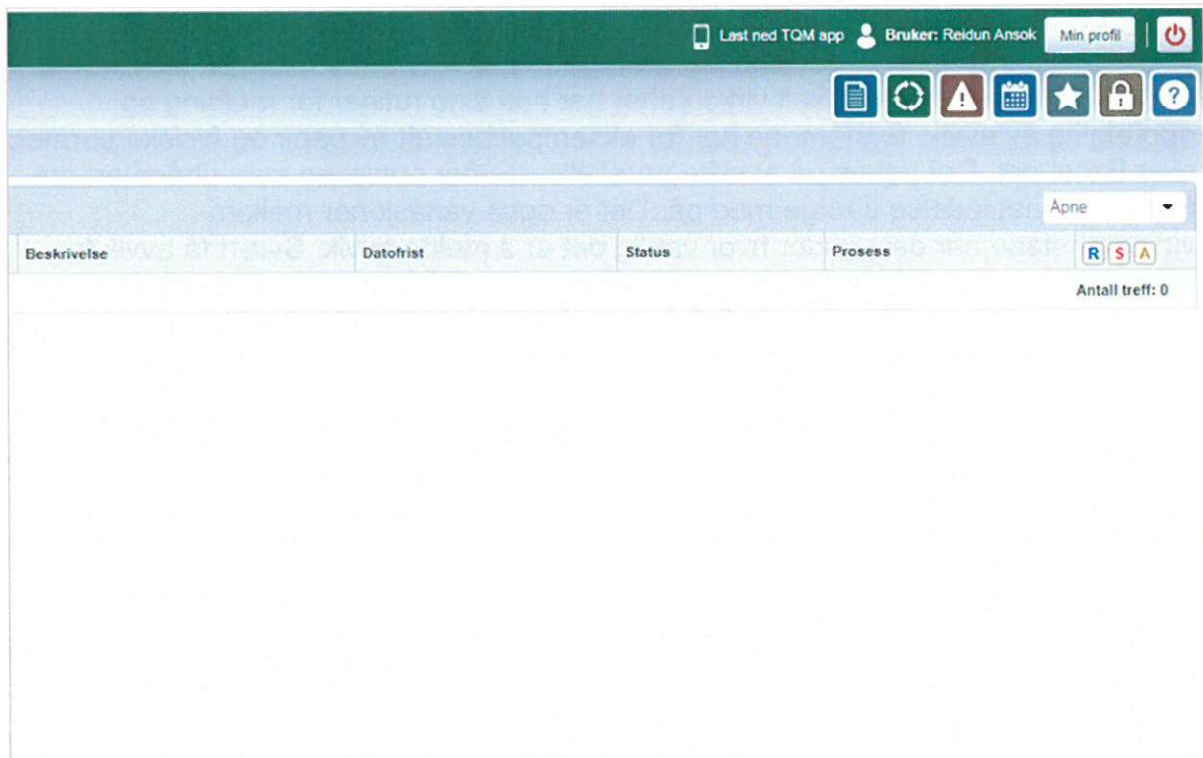 Last ned TQM app Bruker: Reidun Ansok Min profil
Åpne
Beskrivelse Datofrist Status Prosess R S A
Antall treff: 0